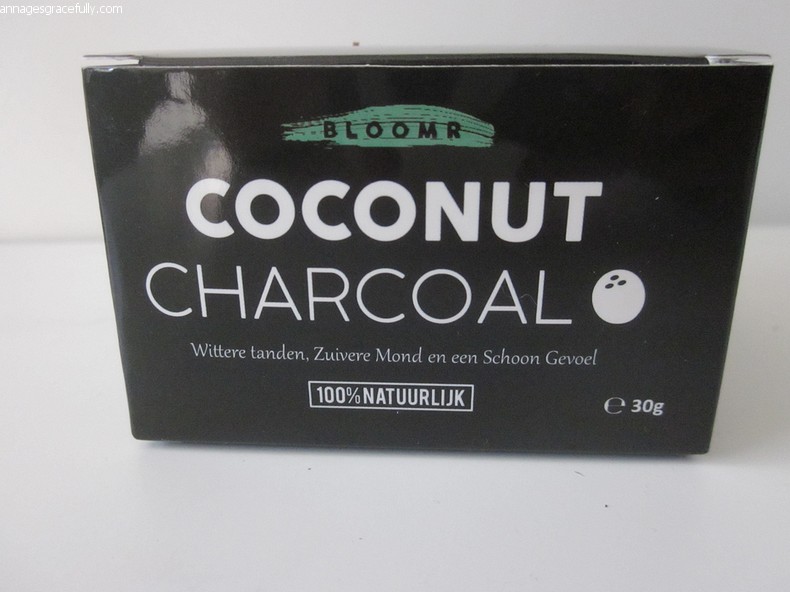 annagesgracefully.com
BLOOMR
COCONUT
CHARCOAL
Wittere tanden, Zuivere Mond en een Schoon Gevoel
100% NATUURLIJK
℮ 30g